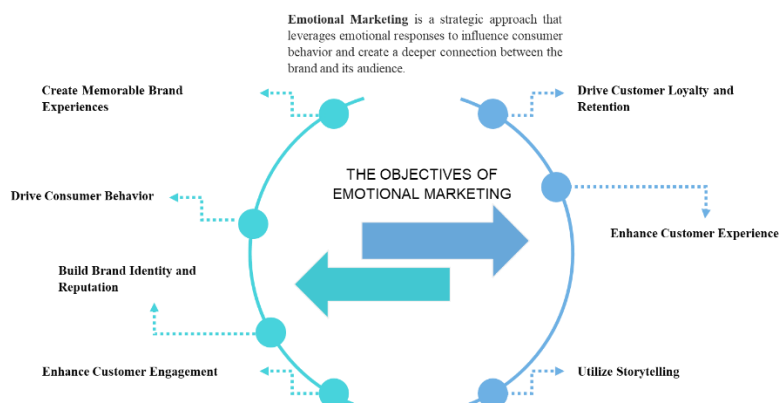 Emotional Marketing is a strategic approach that
leverages emotional responses to influence consumer
behavior and create a deeper connection between the
brand and its audience.
Create Memorable Brand
Experiences
Drive Customer Loyalty and
Retention
THE OBJECTIVES OF
EMOTIONAL MARKETING
Drive Consumer Behavior
Enhance Customer Experience
Build Brand Identity and
Reputation
Enhance Customer Engagement
Utilize Storytelling